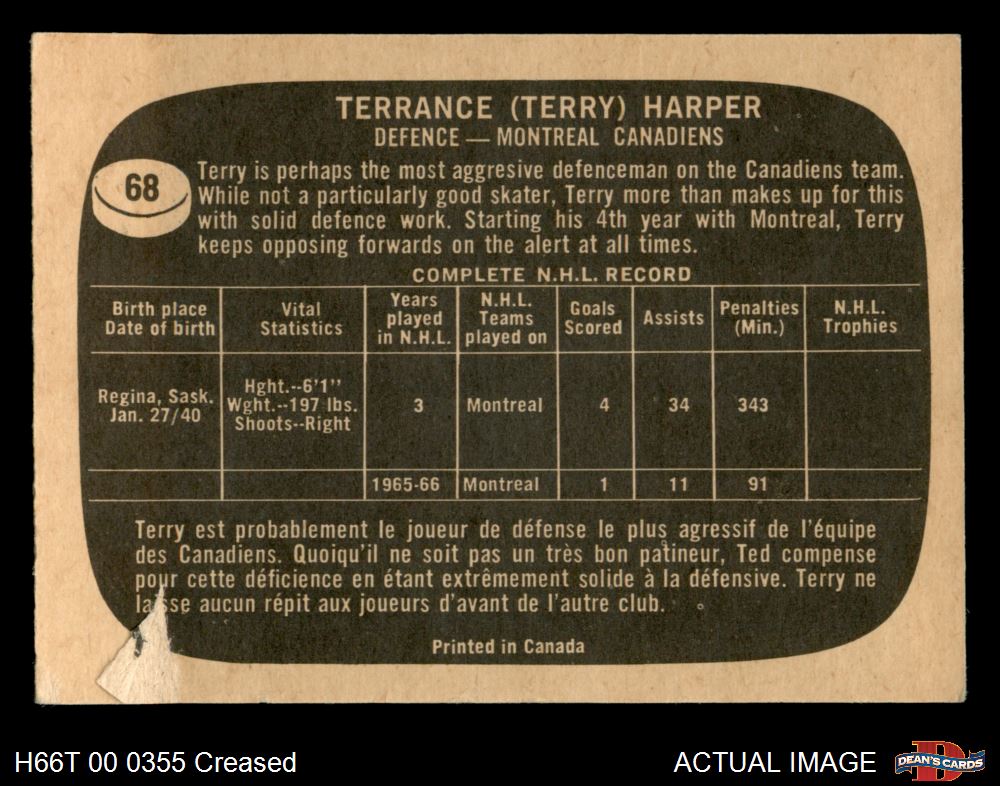 TERRANCE (TERRY) HARPER
DEFENCE — MONTREAL CANADIENS
68
Terry is perhaps the most aggresive defenceman on the Canadiens team.
While not a particularly good skater, Terry more than makes up for this
with solid defence work. Starting his 4th year with Montreal, Terry
keeps opposing forwards on the alert at all times.
COMPLETE N.H.L. RECORD
Birth place Date of birth | Vital Statistics | Years played in N.H.L. | N.H.L. Teams played on | Goals Scored | Assists | Penalties (Min.) | N.H.L. Trophies
Regina, Sask. Jan. 27/40 | Hght.--6'1'' Wght.--197 lbs. Shoots--Right | 3 | Montreal | 4 | 34 | 343
1965-66 | Montreal | 1 | 11 | 91
Terry est probablement le joueur de défense le plus agressif de l'équipe
des Canadiens. Quoiqu'il ne soit pas un très bon patineur, Ted compense
pour cette déficience en étant extrêmement solide à la défensive. Terry ne
laisse aucun répit aux joueurs d'avant de l'autre club.
Printed in Canada
H66T 00 0355 Creased
ACTUAL IMAGE
D
DEAN'S CARDS